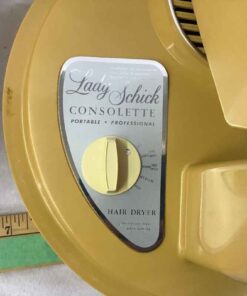 Lady Schick
CONSOLETTE
PORTABLE • PROFESSIONAL
HAIR DRYER
7